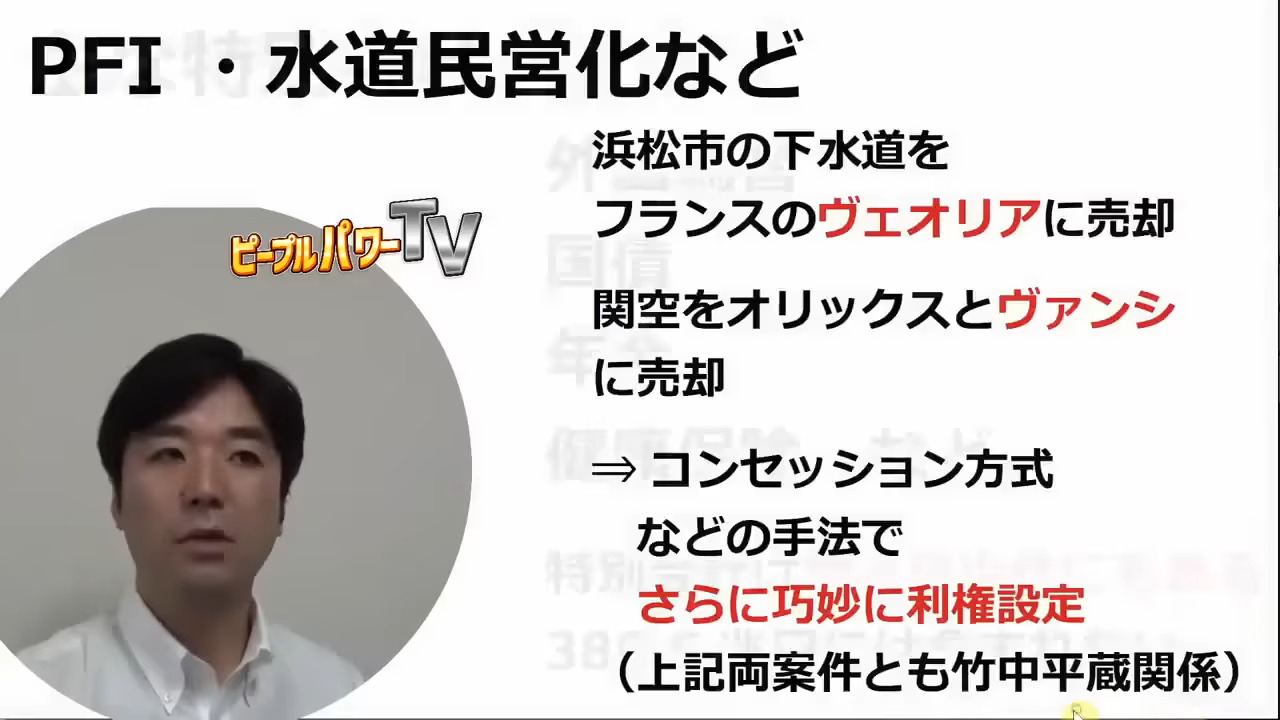 PFI ・水道民営化など
浜松市の下水道を
フランスのヴェオリアに売却
ピープルパワーTV
関空をオリックスとヴァンシ
に売却
⇒ コンセッション方式
などの手法で
さらに巧妙に利権設定
（上記両案件とも竹中平蔵関係）